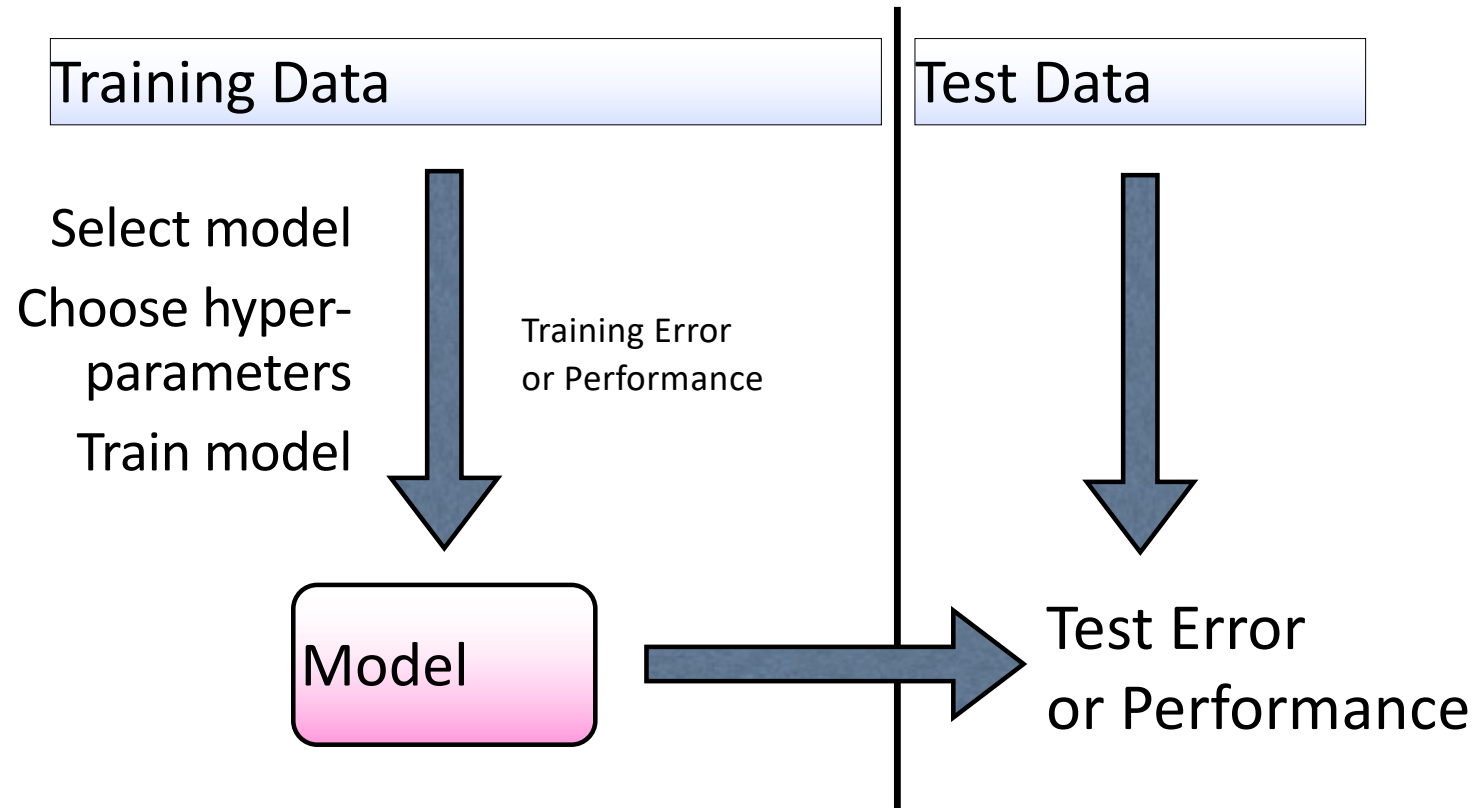 Training Data
Test Data
Select model
Choose hyper-
parameters
Train model
Training Error
or Performance
Model
Test Error
or Performance